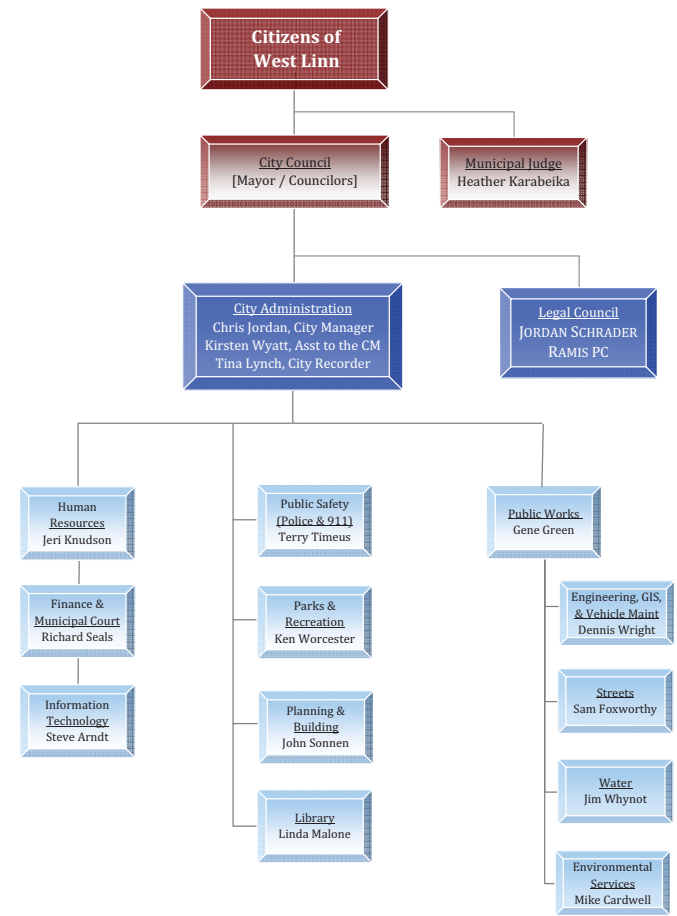 Citizens of
West Linn
City Council
[Mayor / Councilors]
Municipal Judge
Heather Karabeika
City Administration
Chris Jordan, City Manager
Kirsten Wyatt, Asst to the CM
Tina Lynch, City Recorder
Legal Council
JORDAN SCHRADER
RAMIS PC
Human
Resources
Jeri Knudson
Finance &
Municipal Court
Richard Seals
Information
Technology
Steve Arndt
Public Safety
(Police & 911)
Terry Timeus
Parks &
Recreation
Ken Worcester
Planning &
Building
John Sonnen
Library
Linda Malone
Public Works
Gene Green
Engineering, GIS,
& Vehicle Maint
Dennis Wright
Streets
Sam Foxworthy
Water
Jim Whynot
Environmental
Services
Mike Cardwell